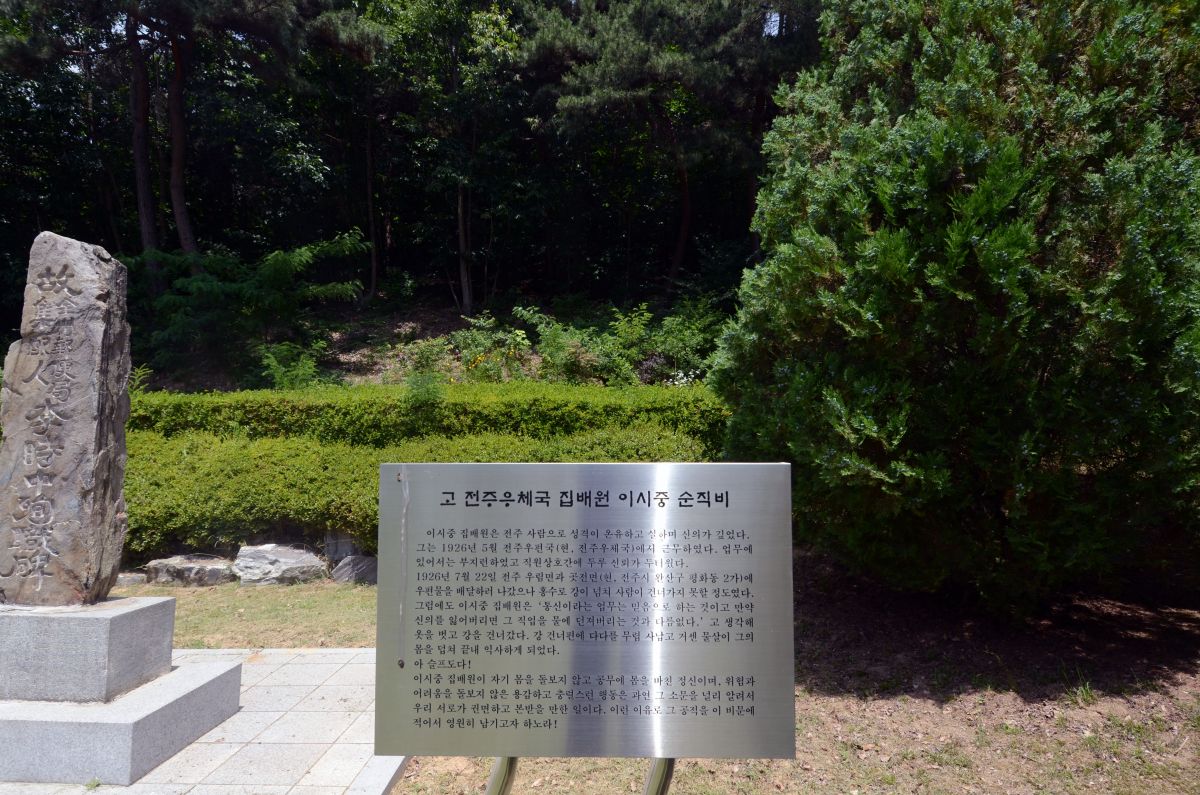 故全州郵便局
人 李時中殉職碑
고 전주우체국 집배원 이시중 순직비
이시중 집배원은 전주 사람으로 성격이 온유하고 실하며 신의가 깊었다.
그는 1926년 5월 전주우편국(현, 전주우체국)에서 근무하였다. 업무에
있어서는 부지런하였고 직원상호간에 두루 신뢰가 두터웠다.
1926년 7월 22일 전주 우림면과 곳전면(현, 전주시 완산구 평화동 2가)에
우편물을 배달하러 나갔으나 홍수로 강이 넘치 사람이 건너가지 못할 정도였다.
그럼에도 이시중 집배원은 '통신이라는 업무는 믿음으로 하는 것이고 만약
신의를 잃어버리면 그 직업을 물에 던져버리는 것과 다름없다.' 고 생각해
옷을 벗고 강을 건너갔다. 강 건너편에 다다를 무렵 사납고 거센 물살이 그의
몸을 덮쳐 끝내 익사하게 되었다.
아 슬프도다!
이시중 집배원이 자기 몸을 돌보지 않고 공무에 몸을 바친 정신이며, 위험과
어려움을 돌보지 않은 용감하고 충렬스런 행동은 과연 그 소문을 널리 알려서
우리 서로가 권면하고 본받을 만한 일이다. 이런 이유로 그 공적을 이 비문에
적어서 영원히 남기고자 하노라!